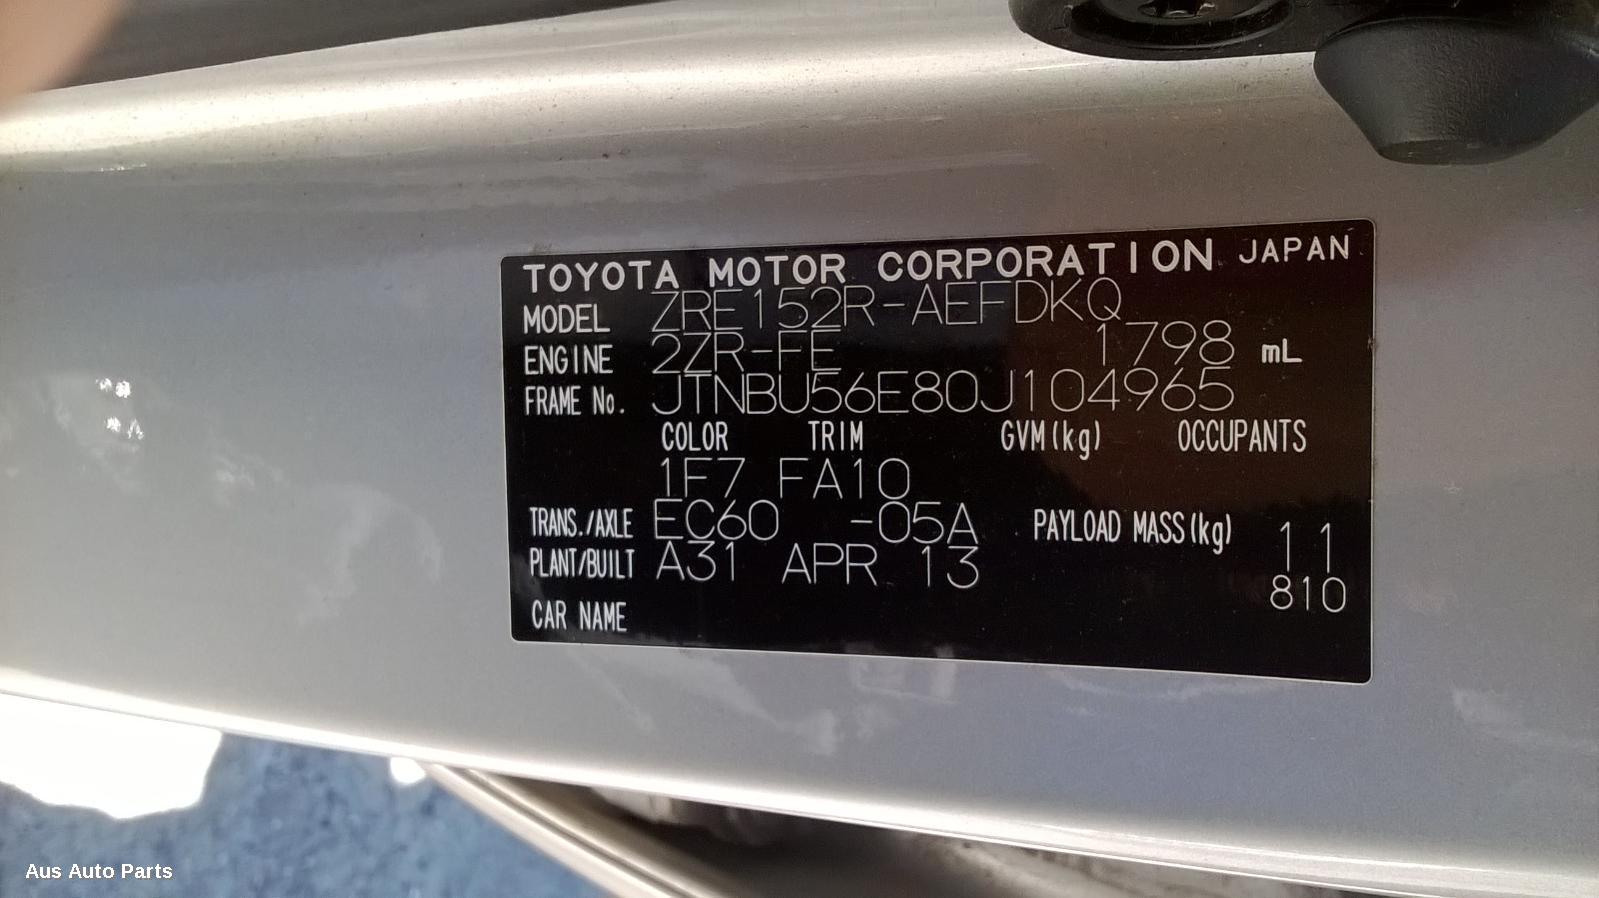 TOYOTA MOTOR CORPORATION JAPAN
MODEL ZRE152R-AEFDKQ
ENGINE 2ZR-FE 1798 mL
FRAME No. JTNBU56E80J104965
COLOR TRIM GVM(kg) OCCUPANTS
1F7 FA10
TRANS./AXLE EC60 -05A PAYLOAD MASS(kg) 11
PLANT/BUILT A31 APR 13 810
CAR NAME
Aus Auto Parts